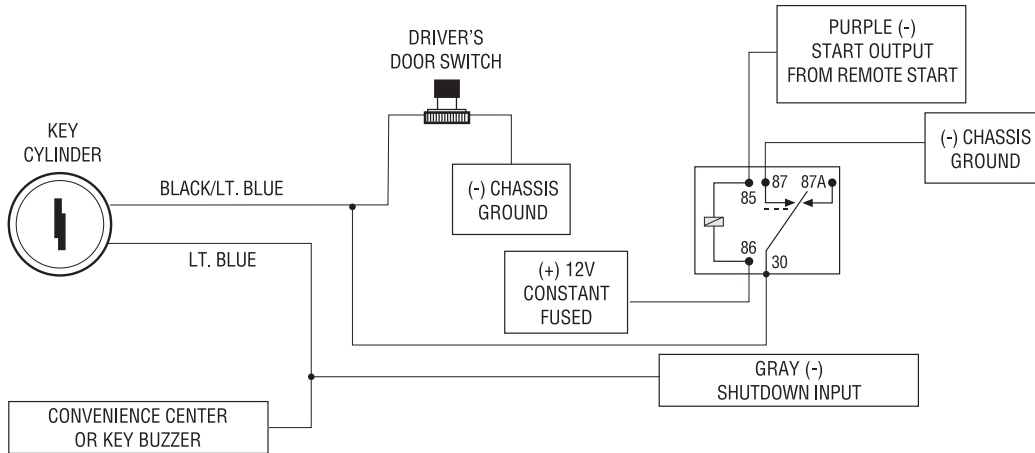 PURPLE (-)
START OUTPUT
FROM REMOTE START
DRIVER'S
DOOR SWITCH
KEY
CYLINDER
(-) CHASSIS
GROUND
BLACK/LT. BLUE
(-) CHASSIS
GROUND
87 87A
85
LT. BLUE
86
30
(+) 12V
CONSTANT
FUSED
GRAY (-)
SHUTDOWN INPUT
CONVENIENCE CENTER
OR KEY BUZZER